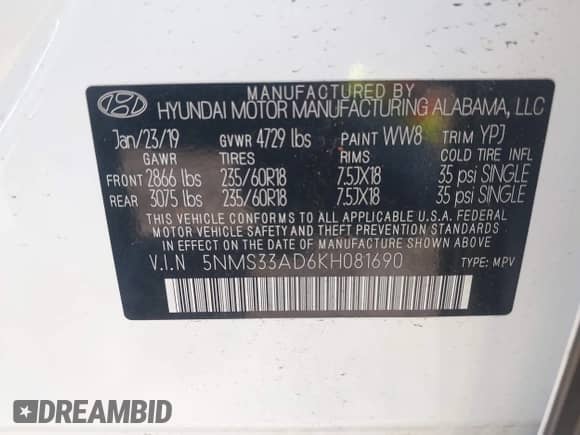 MANUFACTURED BY
HYUNDAI MOTOR MANUFACTURING ALABAMA, LLC
Jan/23/19 GVWR 4729 lbs PAINT WW8 TRIM YPJ
GAWR TIRES RIMS COLD TIRE INFL
FRONT 2866 lbs 235/60R18 7.5JX18 35 psi SINGLE
REAR 3075 lbs 235/60R18 7.5JX18 35 psi SINGLE
THIS VEHICLE CONFORMS TO ALL APPLICABLE U.S.A. FEDERAL
MOTOR VEHICLE SAFETY AND THEFT PREVENTION STANDARDS
IN EFFECT ON THE DATE OF MANUFACTURE SHOWN ABOVE.
V.I.N 5NMS33AD6KH081690 TYPE: MPV
DREAMBID